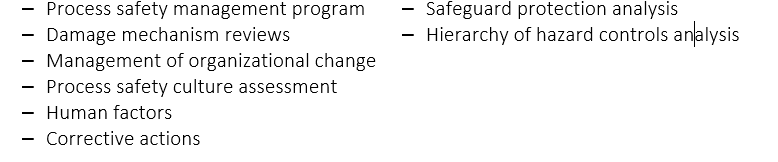 – Process safety management program
– Damage mechanism reviews
– Management of organizational change
– Process safety culture assessment
– Human factors
– Corrective actions
– Safeguard protection analysis
– Hierarchy of hazard controls analysis